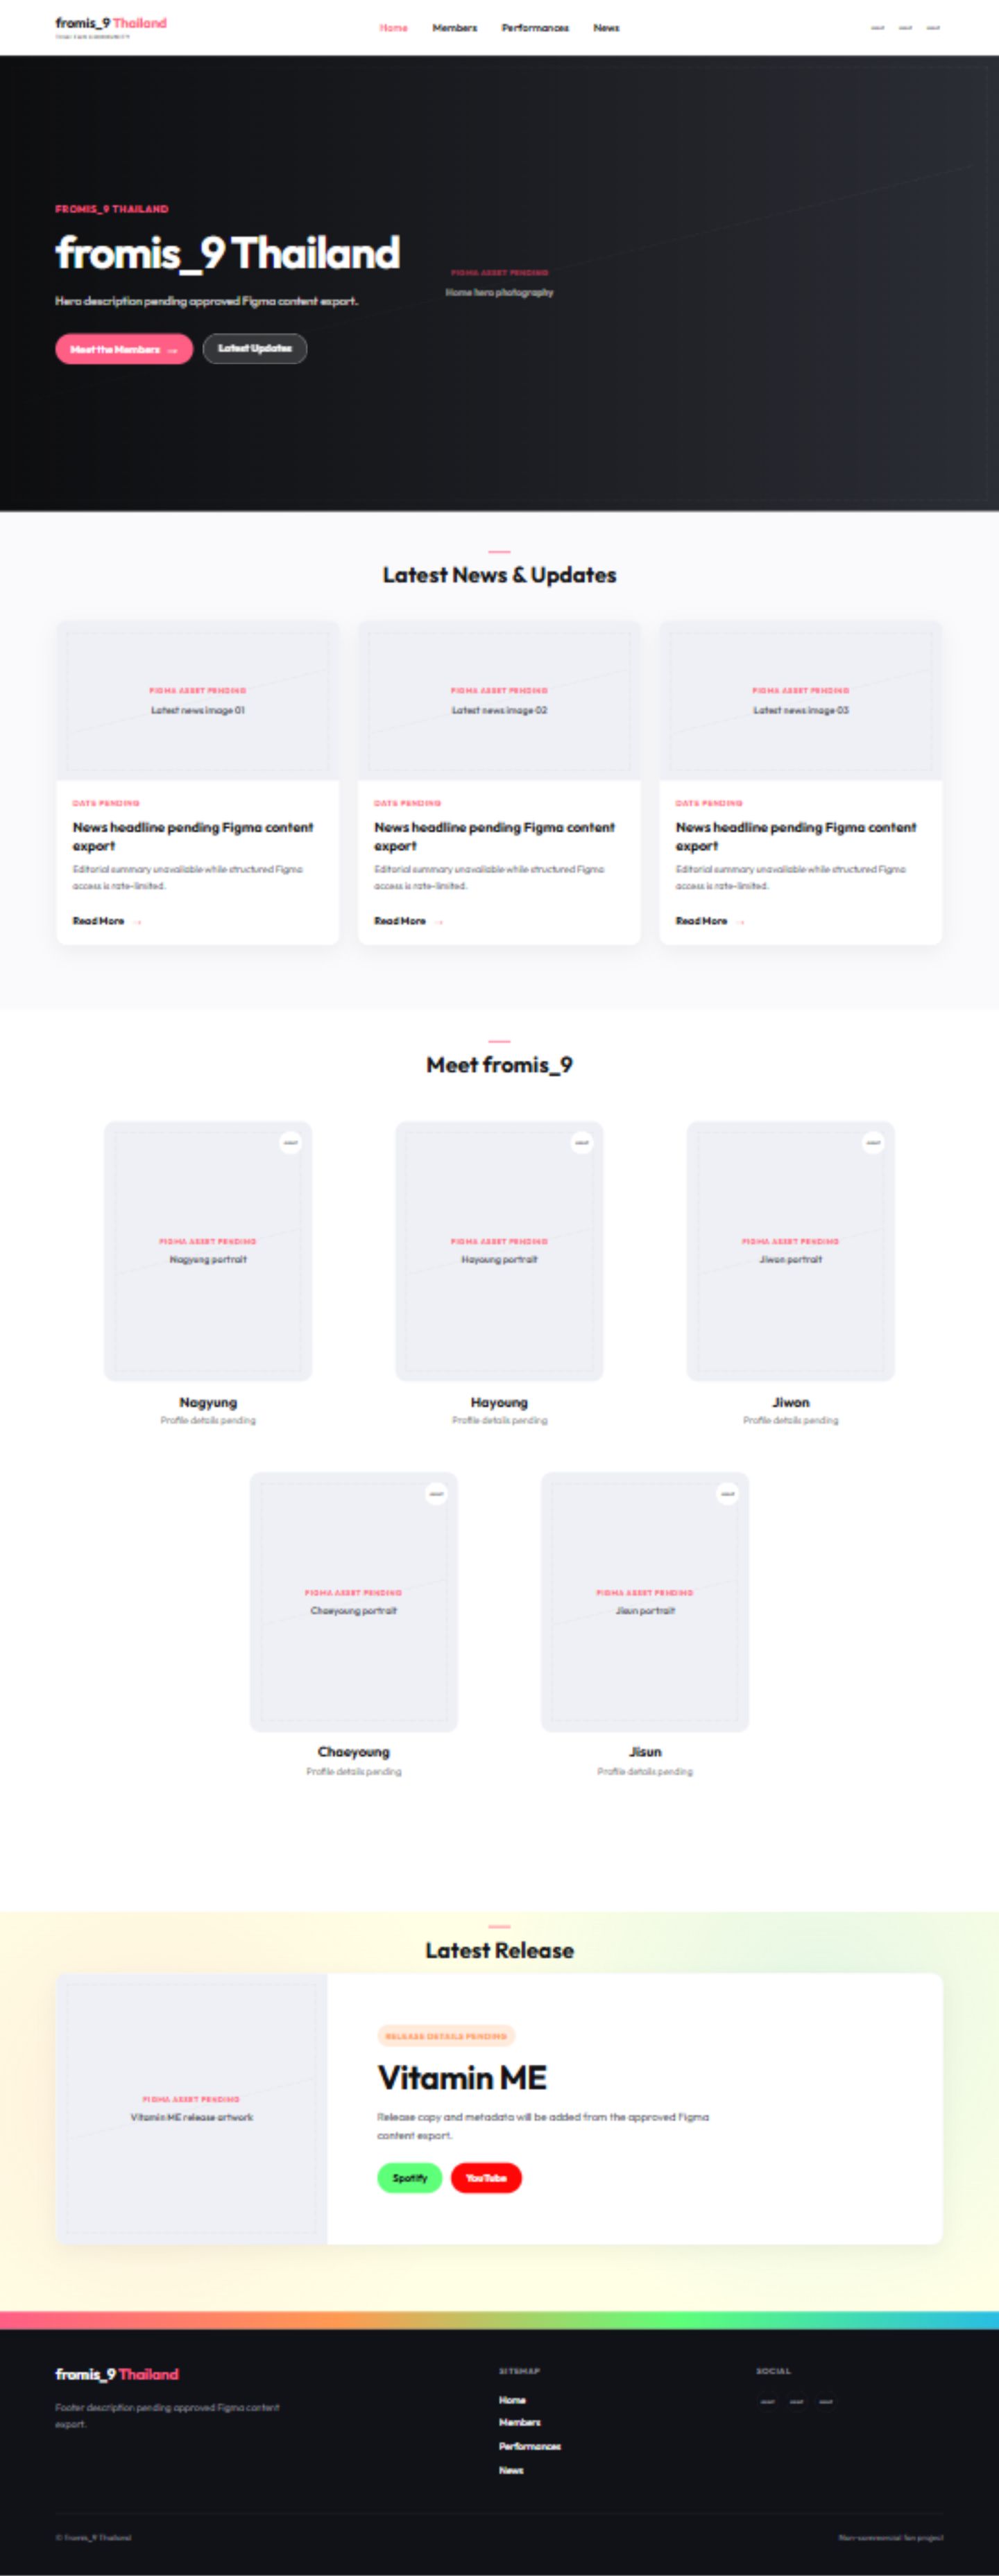 fromis_9 Thailand
Home Members Performances News
FROMIS_9 THAILAND
fromis_9 Thailand
Hero description pending approved Figma content export.
Meet the Members →
Latest Updates
FIGMA ASSET PENDING
Home hero photography
Latest News & Updates
FIGMA ASSET PENDING
Latest news image 01
DATE PENDING
News headline pending Figma content
export
Editorial summary unavailable while structured Figma
access is rate-limited.
Read More →
FIGMA ASSET PENDING
Latest news image 02
DATE PENDING
News headline pending Figma content
export
Editorial summary unavailable while structured Figma
access is rate-limited.
Read More →
FIGMA ASSET PENDING
Latest news image 03
DATE PENDING
News headline pending Figma content
export
Editorial summary unavailable while structured Figma
access is rate-limited.
Read More →
Meet fromis_9
FIGMA ASSET PENDING
Nagyung portrait
Nagyung
Profile details pending
FIGMA ASSET PENDING
Hayoung portrait
Hayoung
Profile details pending
FIGMA ASSET PENDING
Jiwon portrait
Jiwon
Profile details pending
FIGMA ASSET PENDING
Chaeyoung portrait
Chaeyoung
Profile details pending
FIGMA ASSET PENDING
Jisun portrait
Jisun
Profile details pending
Latest Release
FIGMA ASSET PENDING
Vitamin ME release artwork
RELEASE DETAILS PENDING
Vitamin ME
Release copy and metadata will be added from the approved Figma
content export.
Spotify
YouTube
fromis_9 Thailand
Footer description pending approved Figma content
export.
SITEMAP
Home
Members
Performances
News
SOCIAL
© fromis_9 Thailand
Non-commercial fan project